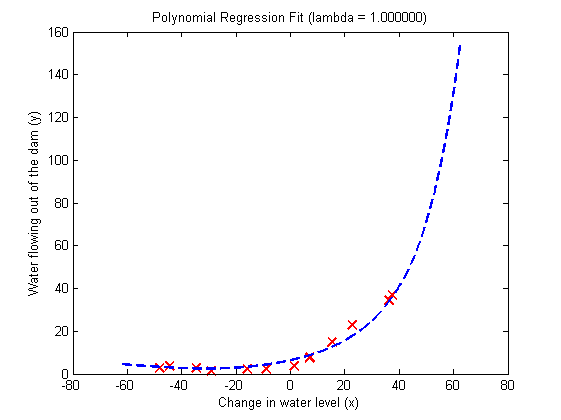 Polynomial Regression Fit (lambda = 1.000000)
160
140
120
100
80
60
40
20
0
Water flowing out of the dam (y)
-80 -60 -40 -20 0 20 40 60 80
Change in water level (x)